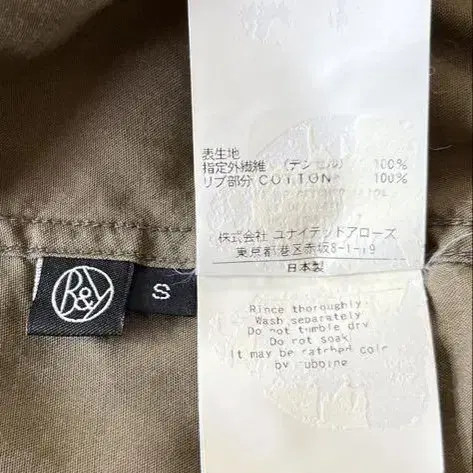 表生地
指定外繊維 (テンセル) 100%
リブ部分 COTTON 100%
株式会社 ユナイテッドアローズ
東京都港区赤坂8-1-19
日本製
B&Y
S
Rince thoroughly.
Wash separately
Do not tumble dry
Do not soak
It may be ratched color
by rubbing